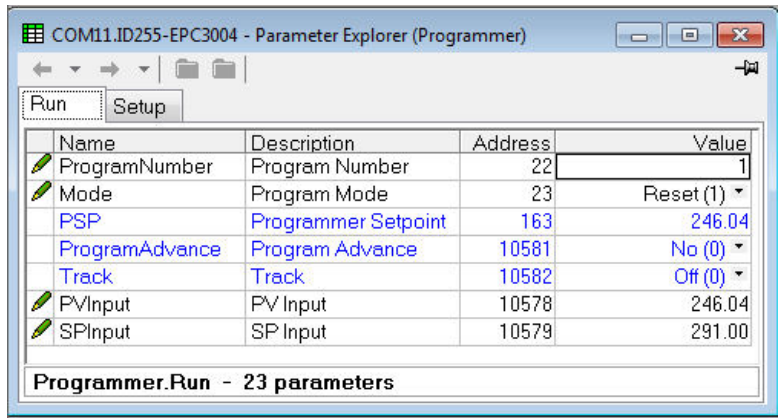 COM11.ID255-EPC3004 - Parameter Explorer (Programmer)
Run Setup
Name Description Address Value
ProgramNumber Program Number 22 1
Mode Program Mode 23 Reset (1)
PSP Programmer Setpoint 163 246.04
ProgramAdvance Program Advance 10581 No (0)
Track Track 10582 Off (0)
PVInput PV Input 10578 246.04
SPInput SP Input 10579 291.00
Programmer.Run - 23 parameters